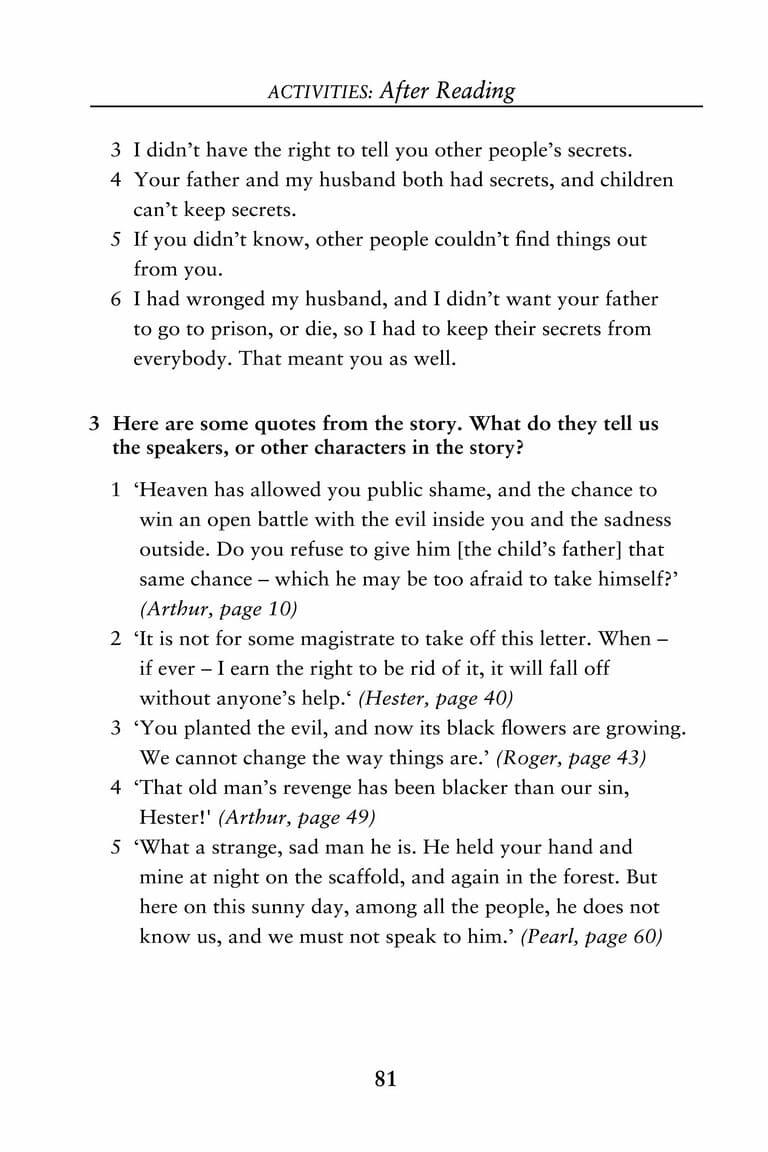 ACTIVITIES: After Reading
3 I didn’t have the right to tell you other people’s secrets.
4 Your father and my husband both had secrets, and children
can’t keep secrets.
5 If you didn’t know, other people couldn’t find things out
from you.
6 I had wronged my husband, and I didn’t want your father
to go to prison, or die, so I had to keep their secrets from
everybody. That meant you as well.
3 Here are some quotes from the story. What do they tell us
the speakers, or other characters in the story?
1 ‘Heaven has allowed you public shame, and the chance to
win an open battle with the evil inside you and the sadness
outside. Do you refuse to give him [the child’s father] that
same chance – which he may be too afraid to take himself?’
(Arthur, page 10)
2 ‘It is not for some magistrate to take off this letter. When –
if ever – I earn the right to be rid of it, it will fall off
without anyone’s help.‘ (Hester, page 40)
3 ‘You planted the evil, and now its black flowers are growing.
We cannot change the way things are.’ (Roger, page 43)
4 ‘That old man’s revenge has been blacker than our sin,
Hester!' (Arthur, page 49)
5 ‘What a strange, sad man he is. He held your hand and
mine at night on the scaffold, and again in the forest. But
here on this sunny day, among all the people, he does not
know us, and we must not speak to him.’ (Pearl, page 60)
81